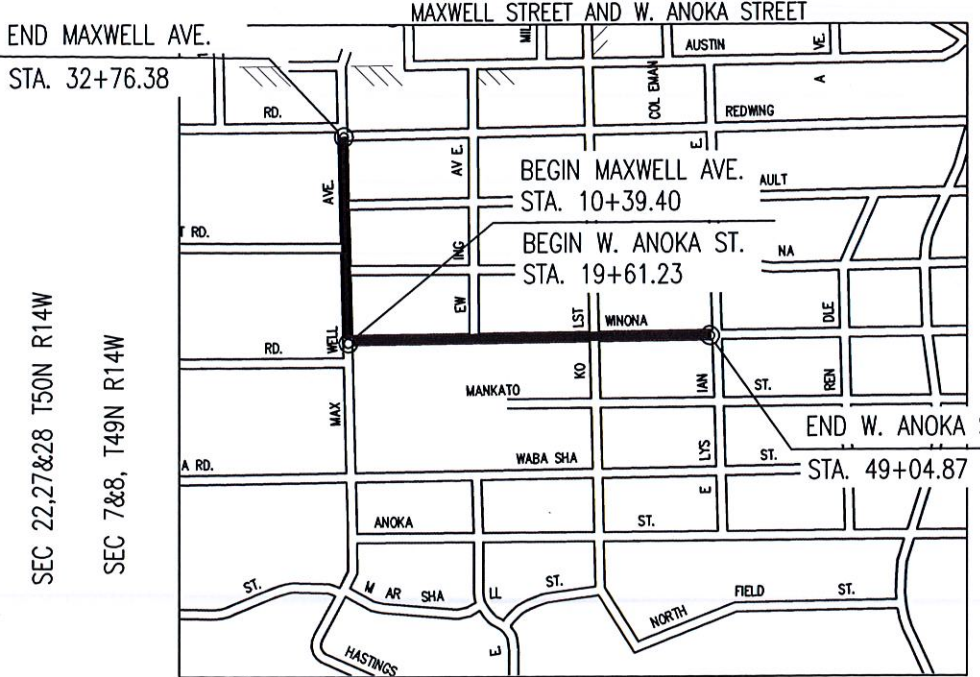 MAXWELL STREET AND W. ANOKA STREET
END MAXWELL AVE.
STA. 32+76.38
MIL
AUSTIN
VE.
A
COL EMAN
RD.
REDWING
AVE.
AV E.
E.
BEGIN MAXWELL AVE.
STA. 10+39.40
AULT
BEGIN W. ANOKA ST.
STA. 19+61.23
RD.
ING
NA
EW
LST
WINONA
DLE
RD.
WELL
KO
IAN
ST.
REN
MANKATO
MAX
END W. ANOKA
STA. 49+04.87
A RD.
WABA SHA
LYS
ST.
E
ANOKA
ST.
ST.
M AR SHA LL
ST.
NORTH
FIELD
ST.
E.
HASTINGS
SEC 22,27&28 T50N R14W
SEC 7&8, T49N R14W